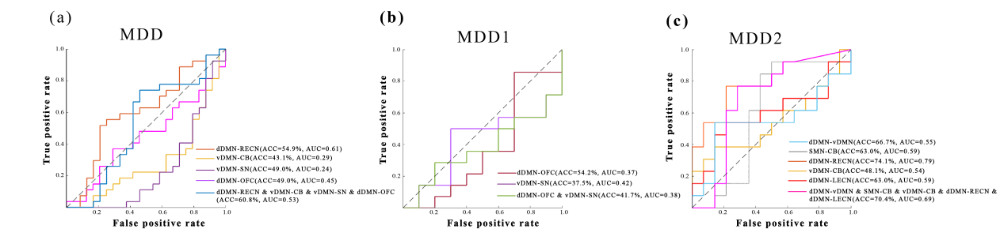 (a)
MDD
True positive rate
1.0
0.8
0.6
0.4
0.2
0.2
0.4
0.6
0.8
1.0
False positive rate
dDMN-RECN(ACC=54.9%, AUC=0.61)
vDMN-CB(ACC=43.1%, AUC=0.29)
vDMN-SN(ACC=49.0%, AUC=0.24)
dDMN-OFC(ACC=49.0%, AUC=0.45)
dDMN-RECN & vDMN-CB & vDMN-SN & dDMN-OFC
(ACC=60.8%, AUC=0.53)
(b)
MDD1
True positive rate
1.0
0.8
0.6
0.4
0.2
0.2
0.4
0.6
0.8
1.0
False positive rate
dDMN-OFC(ACC=54.2%, AUC=0.37)
vDMN-SN(ACC=37.5%, AUC=0.42)
dDMN-OFC & vDMN-SN(ACC=41.7%, AUC=0.38)
(c)
MDD2
True positive rate
1.0
0.8
0.6
0.4
0.2
0.2
0.4
0.6
0.8
1.0
False positive rate
dDMN-vDMN(ACC=66.7%, AUC=0.55)
SMN-CB(ACC=63.0%, AUC=0.59)
dDMN-RECN(ACC=74.1%, AUC=0.79)
vDMN-CB(ACC=48.1%, AUC=0.54)
dDMN-LECN(ACC=63.0%, AUC=0.59)
dDMN-vDMN & SMN-CB & vDMN-CB & dDMN-RECN &
dDMN-LECN(ACC=70.4%, AUC=0.69)